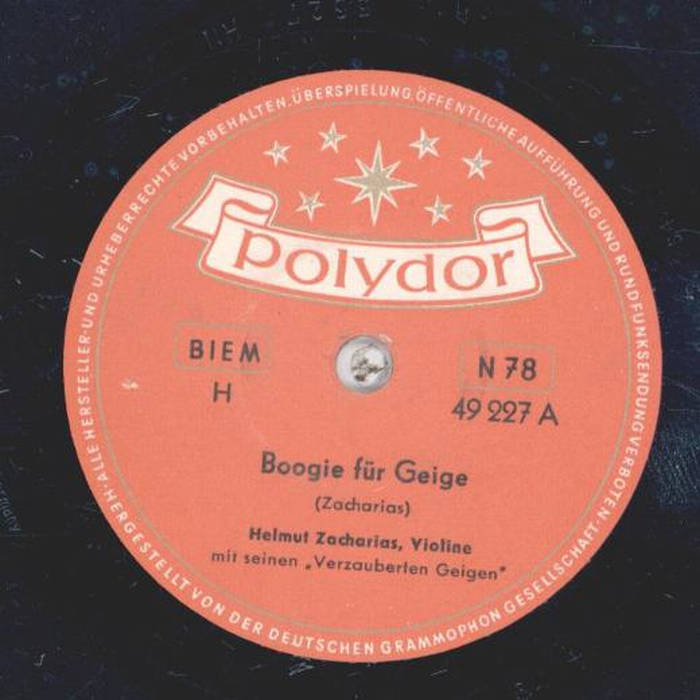 ALLE HERSTELLER- UND URHEBERRECHTE VORBEHALTEN. ÜBERSPIELUNG, ÖFFENTLICHE AUFFÜHRUNG UND RUNDFUNKSENDUNG VERBOTEN
polydor
BIEM
N 78
H
49 227 A
Boogie für Geige
(Zacharias)
Helmut Zacharias, Violine
mit seinen „Verzauberten Geigen"
HERGESTELLT VON DER DEUTSCHEN GRAMMOPHON GESELLSCHAFT